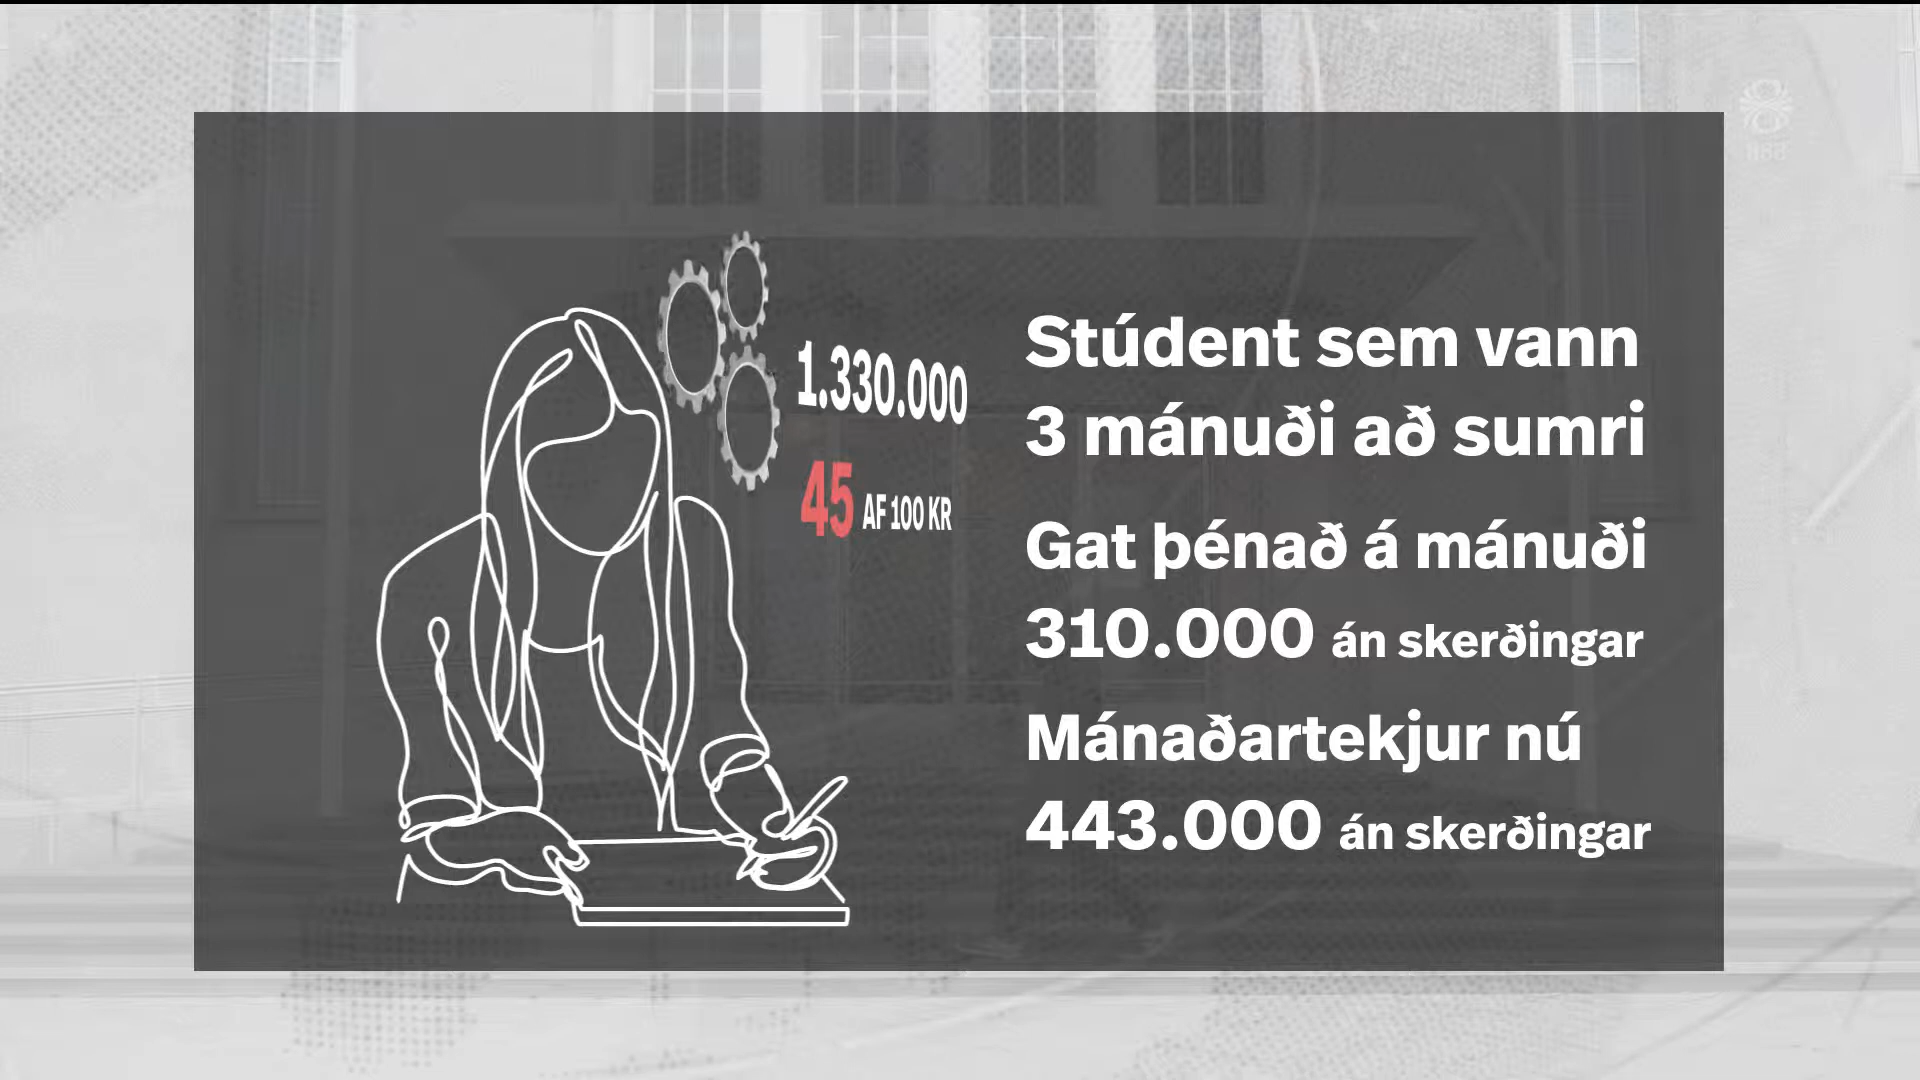 1.330.000
45 AF 100 KR
Stúdent sem vann
3 mánuði að sumri
Gat þénað á mánuði
310.000 án skerðingar
Mánaðartekjur nú
443.000 án skerðingar